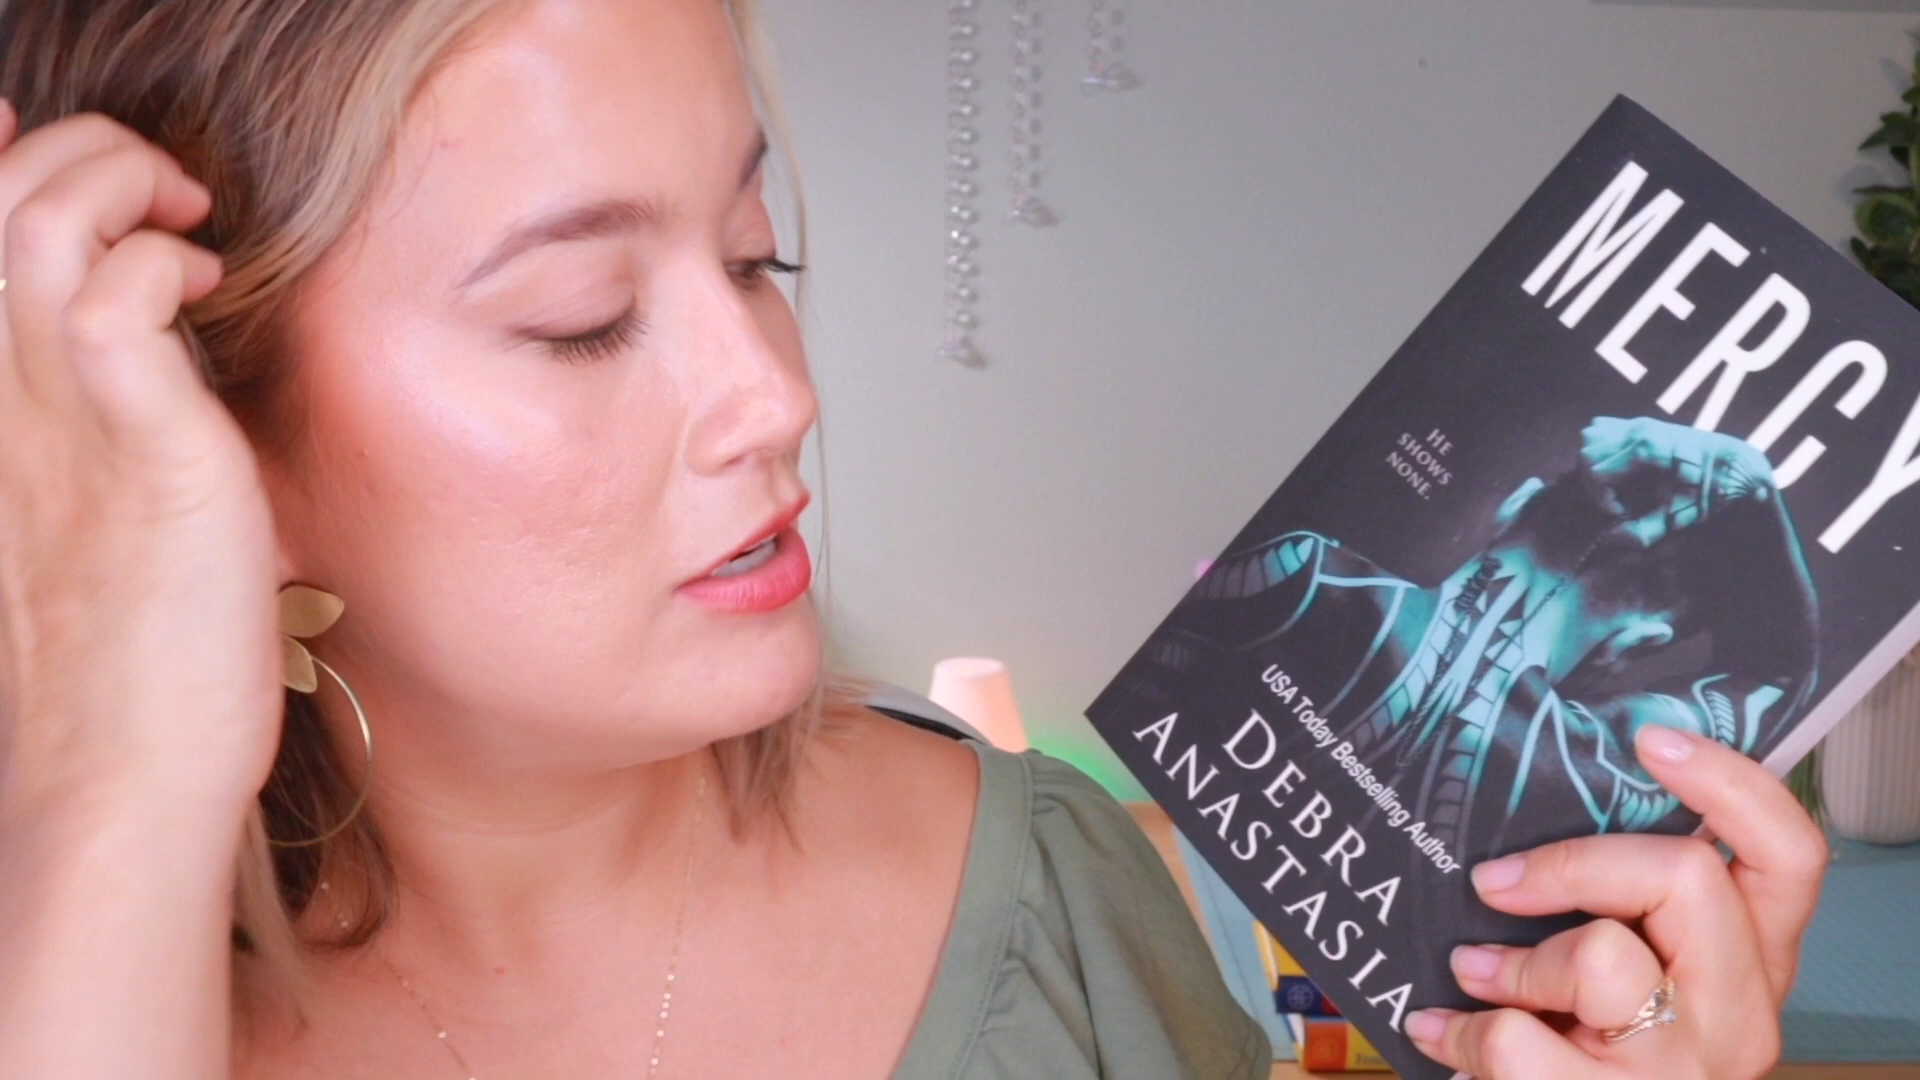 MERCY
HE
SHOWS
NONE.
USA Today Bestselling Author
DEBRA
ANASTASIA